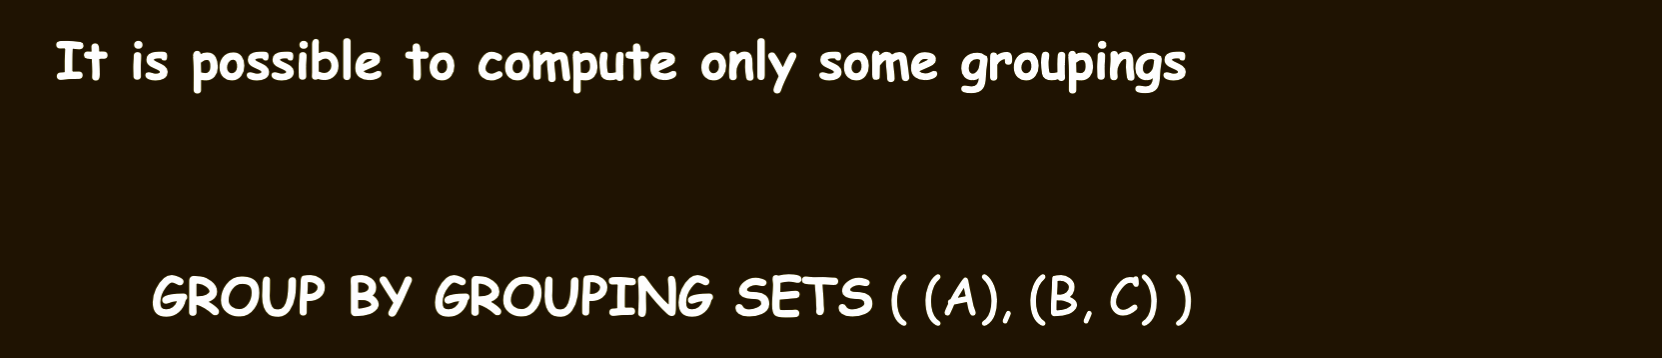 It is possible to compute only some groupings
GROUP BY GROUPING SETS ( (A), (B, C) )